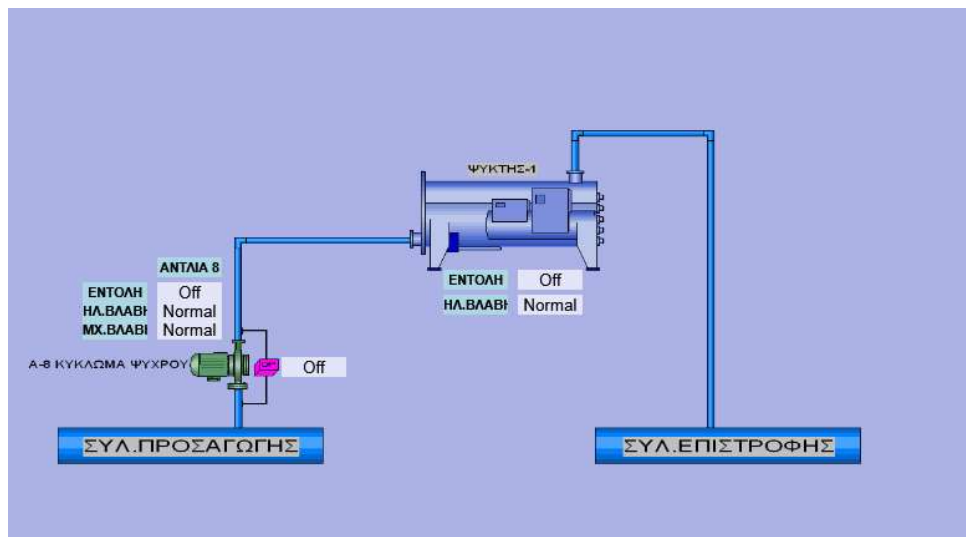 ΨΥΚΤΗΣ-1
ΑΝΤΛΙΑ 8
ΕΝΤΟΛΗ Off
ΗΛ.ΒΛΑΒΗ Normal
ΜΧ.ΒΛΑΒΙ Normal
ΕΝΤΟΛΗ Off
ΗΛ.ΒΛΑΒΗ Normal
Α-8 ΚΥΚΛΩΜΑ ΨΥΧΡΟΥ
Off
ΣΥΛ.ΠΡΟΣΑΓΩΓΗΣ
ΣΥΛ.ΕΠΙΣΤΡΟΦΗΣ